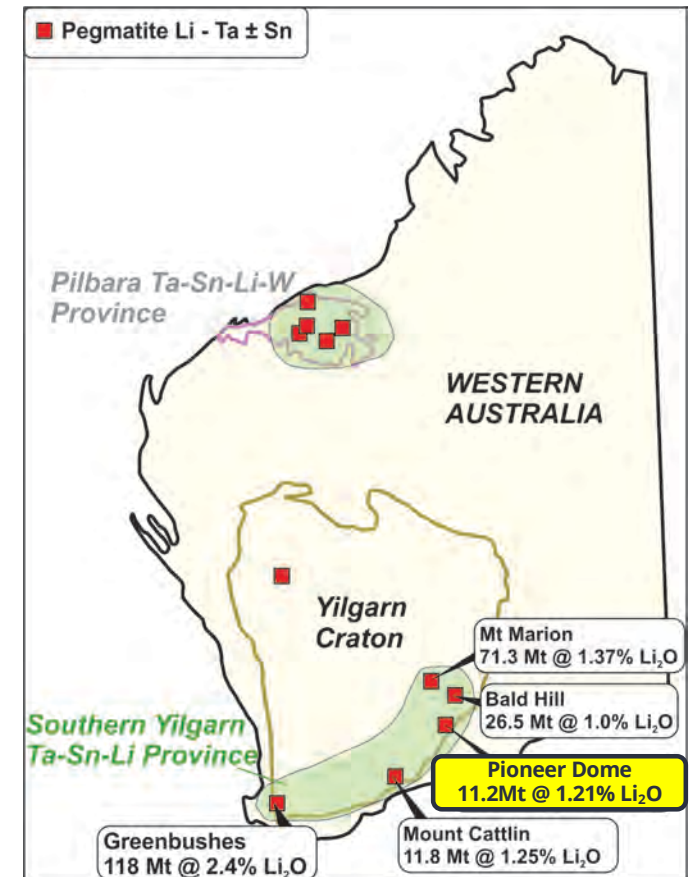 Pegmatite Li - Ta ± Sn
Pilbara Ta-Sn-Li-W
Province
WESTERN
AUSTRALIA
Yilgarn
Craton
Mt Marion
71.3 Mt @ 1.37% Li₂O
Bald Hill
26.5 Mt @ 1.0% Li₂O
Southern Yilgarn
Ta-Sn-Li Province
Pioneer Dome
11.2Mt @ 1.21% Li₂O
Greenbushes
118 Mt @ 2.4% Li₂O
Mount Cattlin
11.8 Mt @ 1.25% Li₂O